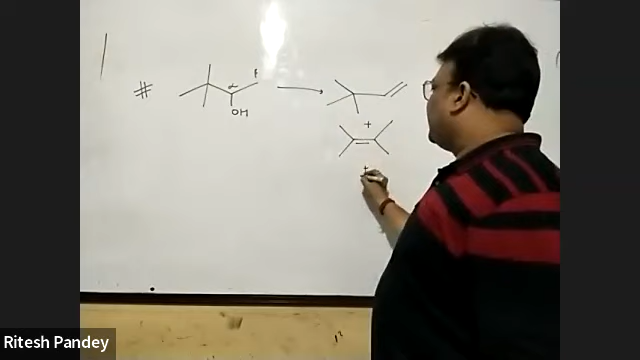 # α β
OH
+
+
Ritesh Pandey